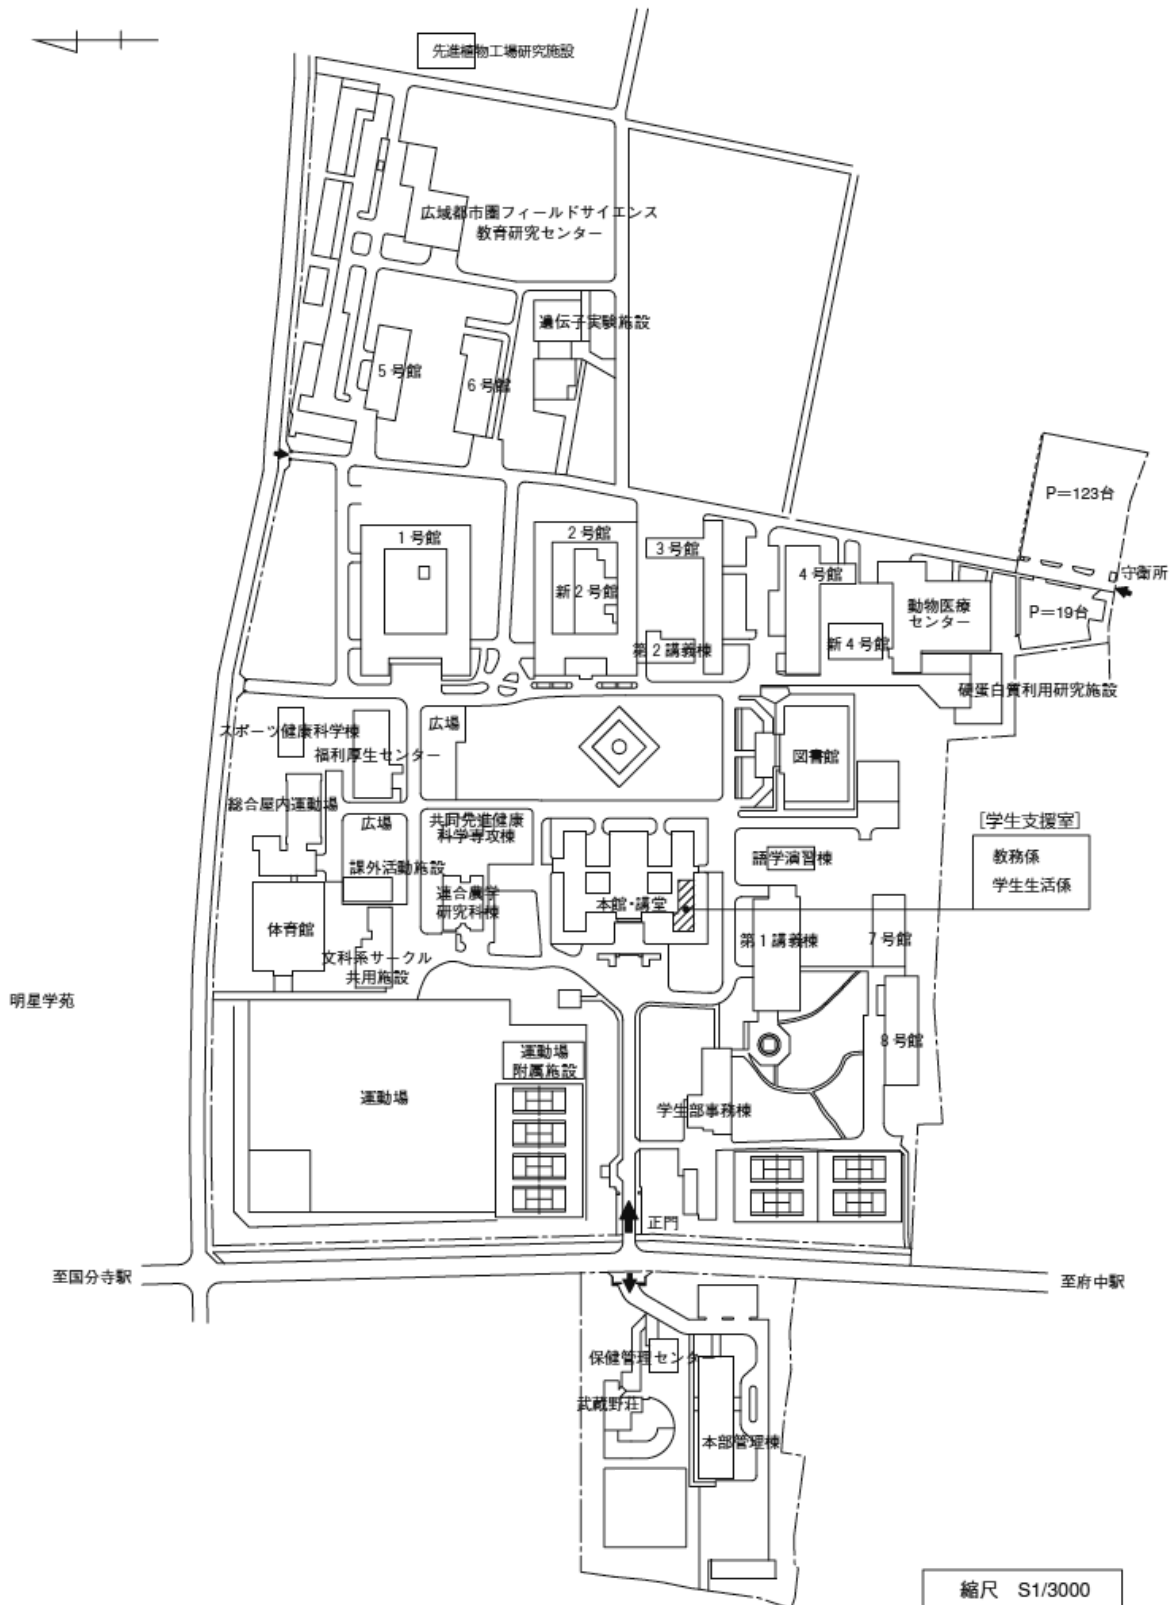 先進植物工場研究施設
広域都市圏フィールドサイエンス
教育研究センター
遺伝子実験施設
5号館
6号館
P=123台
1号館
2号館
3号館
4号館
守衛所
新2号館
動物医療
センター
P=19台
第2講義棟
新4号館
硬蛋白質利用研究施設
スポーツ健康科学棟
広場
福利厚生センター
図書館
総合屋内運動場
広場
共同先進健康
科学専攻棟
[学生支援室]
教務係
学生生活係
課外活動施設
語学演習棟
連合農学
研究科棟
本館・講堂
体育館
第1講義棟
7号館
文科系サークル
共用施設
明星学苑
運動場
附属施設
8号館
運動場
学生部事務棟
正門
至国分寺駅
至府中駅
保健管理センター
武蔵野荘
本部管理棟
縮尺 S1/3000